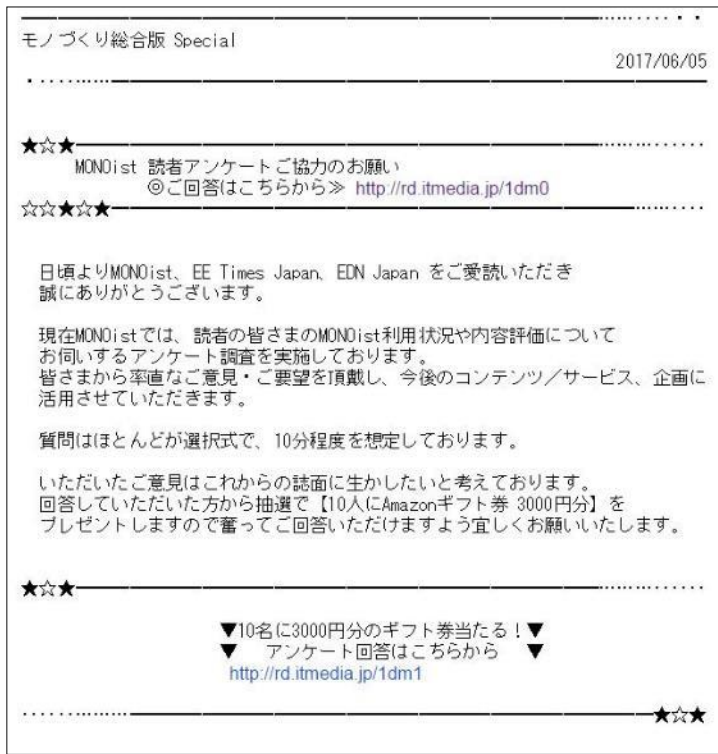 モノづくり総合版 Special
2017/06/05
★☆★
MONOist 読者アンケートご協力のお願い
◎ご回答はこちらから≫ http://rd.itmedia.jp/1dm0
☆☆★☆★
日頃よりMONOist、EE Times Japan、EDN Japan をご愛読いただき
誠にありがとうございます。
現在MONOistでは、読者の皆さまのMONOist利用状況や内容評価について
お伺いするアンケート調査を実施しております。
皆さまから率直なご意見・ご要望を頂戴し、今後のコンテンツ／サービス、企画に
活用させていただきます。
質問はほとんどが選択式で、10分程度を想定しております。
いただいたご意見はこれからの誌面に生かしたいと考えております。
回答していただいた方から抽選で【10人にAmazonギフト券 3000円分】を
プレゼントしますので奮ってご回答いただけますよう宜しくお願いいたします。
★☆★
▼10名に3000円分のギフト券当たる！▼
▼ アンケート回答はこちらから ▼
http://rd.itmedia.jp/1dm1
★☆★